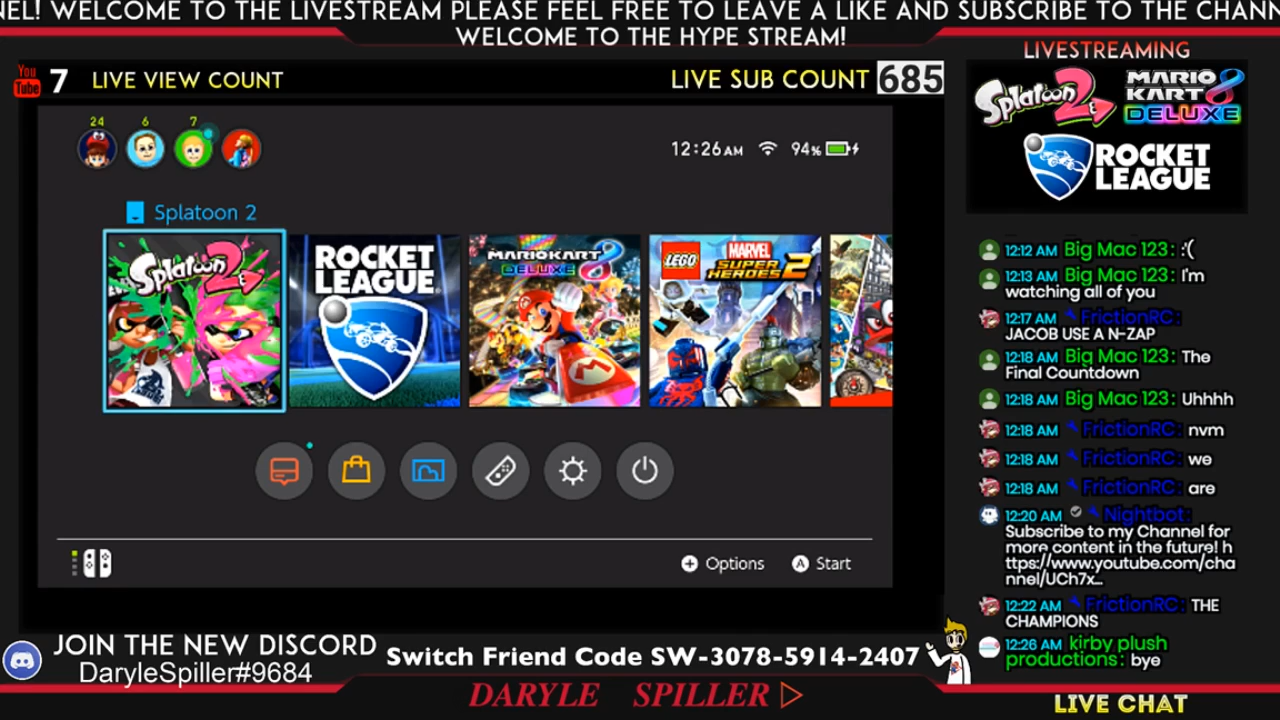 NEL! WELCOME TO THE LIVESTREAM PLEASE FEEL FREE TO LEAVE A LIKE AND SUBSCRIBE TO THE CHANN
WELCOME TO THE HYPE STREAM!
You
Tube
7 LIVE VIEW COUNT
LIVE SUB COUNT 685
24 6 7
12:26AM 94%
Splatoon 2
Splatoon 2
ROCKET
LEAGUE
MARIOKART 8
DELUXE
LEGO MARVEL
SUPER
HEROES 2
Options
Start
LIVESTREAMING
Splatoon 2
MARIO
KART 8
DELUXE
ROCKET
LEAGUE
12:12 AM Big Mac 123: :'(
12:13 AM Big Mac 123: I'm
watching all of you
12:17 AM FrictionRC:
JACOB USE A N-ZAP
12:18 AM Big Mac 123: The
Final Countdown
12:18 AM Big Mac 123: Uhhhh
12:18 AM FrictionRC: nvm
12:18 AM FrictionRC: we
12:18 AM FrictionRC: are
12:20 AM Nightbot:
Subscribe to my Channel for
more content in the future! h
ttps://www.youtube.com/cha
nnel/UCh7x...
12:22 AM FrictionRC: THE
CHAMPIONS
12:26 AM kirby plush
productions: bye
LIVE CHAT
JOIN THE NEW DISCORD
DaryleSpiller#9684
Switch Friend Code SW-3078-5914-2407
DARYLE SPILLER